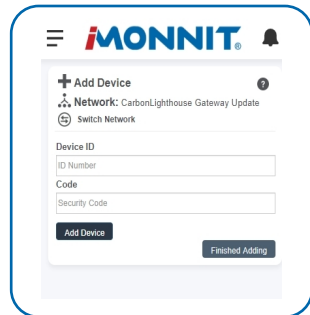 iMONNIT®
Add Device
Network: CarbonLighthouse Gateway Update
Switch Network
Device ID
ID Number
Code
Security Code
Add Device
Finished Adding